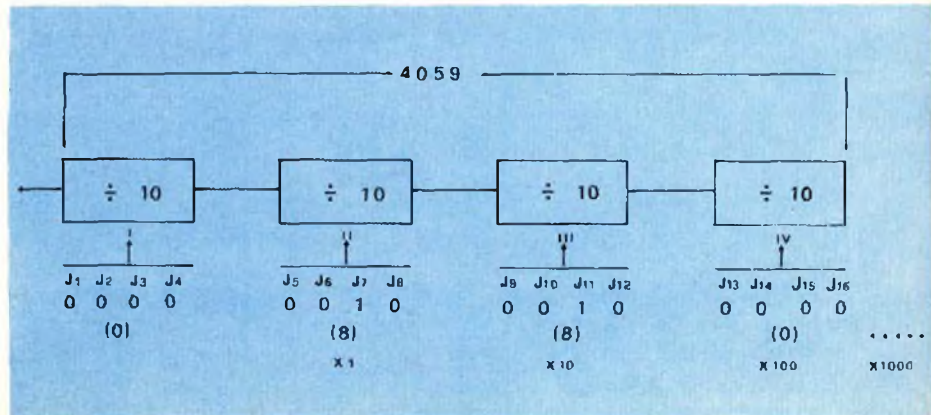 4059
÷ 10 ÷ 10 ÷ 10 ÷ 10
I II III IV
J1 J2 J3 J4 J5 J6 J7 J8 J9 J10 J11 J12 J13 J14 J15 J16
0 0 0 0 0 0 1 0 0 0 1 0 0 0 0 0
(0) (8) (8) (0) .....
X 1 X 10 X 100 X1000